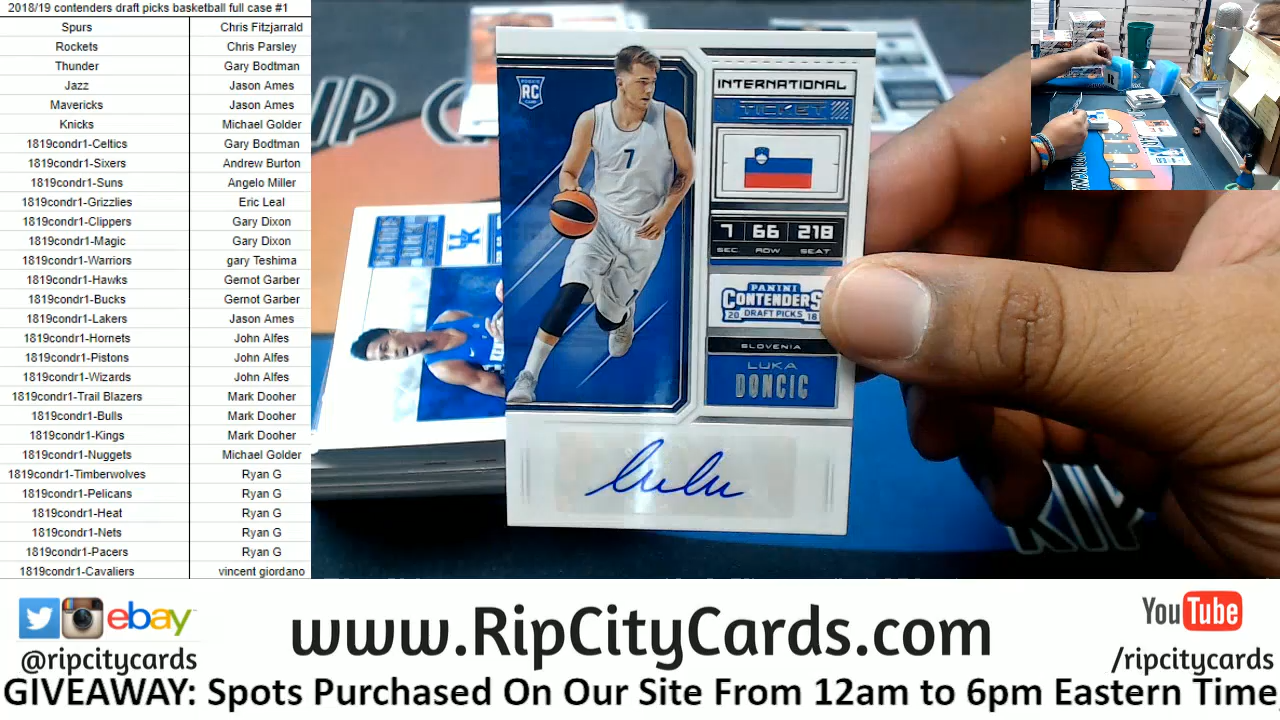 2018/19 contenders draft picks basketball full case #1
Spurs Chris Fitzjarrald
Rockets Chris Parsley
Thunder Gary Bodtman
Jazz Jason Ames
Mavericks Jason Ames
Knicks Michael Golder
1819condr1-Celtics Gary Bodtman
1819condr1-Sixers Andrew Burton
1819condr1-Suns Angelo Miller
1819condr1-Grizzlies Eric Leal
1819condr1-Clippers Gary Dixon
1819condr1-Magic Gary Dixon
1819condr1-Warriors gary Teshima
1819condr1-Hawks Gernot Garber
1819condr1-Bucks Gernot Garber
1819condr1-Lakers Jason Ames
1819condr1-Hornets John Alfes
1819condr1-Pistons John Alfes
1819condr1-Wizards John Alfes
1819condr1-Trail Blazers Mark Dooher
1819condr1-Bulls Mark Dooher
1819condr1-Kings Mark Dooher
1819condr1-Nuggets Michael Golder
1819condr1-Timberwolves Ryan G
1819condr1-Pelicans Ryan G
1819condr1-Heat Ryan G
1819condr1-Nets Ryan G
1819condr1-Pacers Ryan G
1819condr1-Cavaliers vincent giordano
RC
7
INTERNATIONAL
TICKET
7 66 218
SEC. ROW SEAT
PANINI
CONTENDERS
20 DRAFT PICKS 18
SLOVENIA
LUKA
DONCIC
UK
RIP
ebay
@ripcitycards
www.RipCityCards.com
YouTube
/ripcitycards
GIVEAWAY: Spots Purchased On Our Site From 12am to 6pm Eastern Time